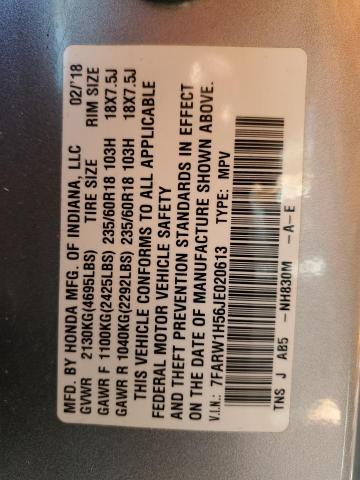 MFD. BY HONDA MFG. OF INDIANA, LLC 02/'18
GVWR 2130KG(4695LBS) TIRE SIZE RIM SIZE
GAWR F 1100KG(2425LBS) 235/60R18 103H 18X7.5J
GAWR R 1040KG(2292LBS) 235/60R18 103H 18X7.5J
THIS VEHICLE CONFORMS TO ALL APPLICABLE
FEDERAL MOTOR VEHICLE SAFETY
AND THEFT PREVENTION STANDARDS IN EFFECT
ON THE DATE OF MANUFACTURE SHOWN ABOVE.
V.I.N.: 7FARW1H56JE020613 TYPE: MPV
TNS J AB5 -NH830M -A-E